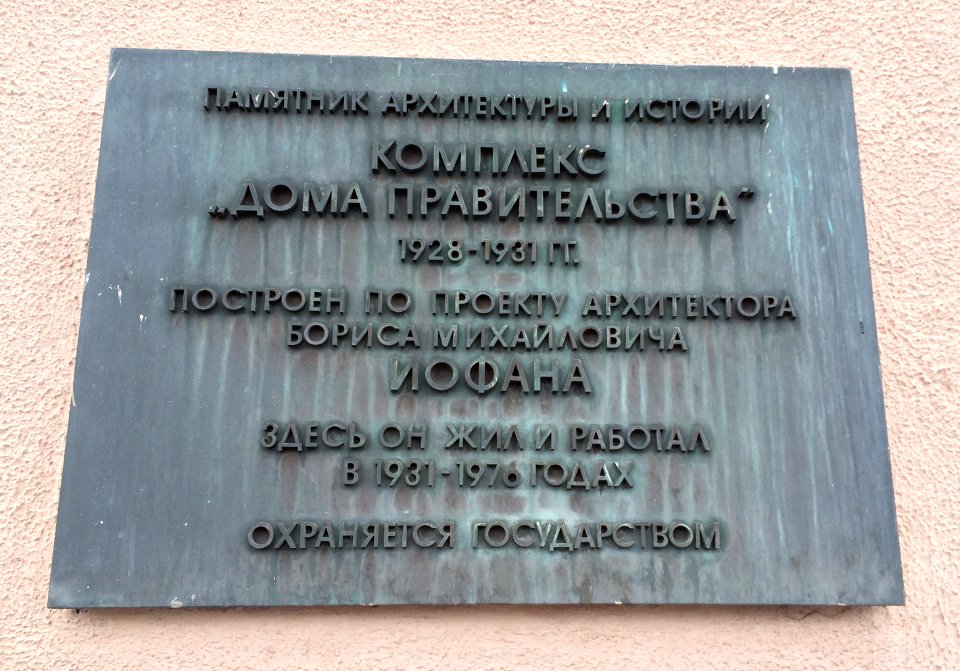 ПАМЯТНИК АРХИТЕКТУРЫ И ИСТОРИИ
КОМПЛЕКС
„ДОМА ПРАВИТЕЛЬСТВА“
1928-1931 ГГ.
ПОСТРОЕН ПО ПРОЕКТУ АРХИТЕКТОРА
БОРИСА МИХАЙЛОВИЧА
ИОФАНА
ЗДЕСЬ ОН ЖИЛ И РАБОТАЛ
В 1931-1976 ГОДАХ
ОХРАНЯЕТСЯ ГОСУДАРСТВОМ